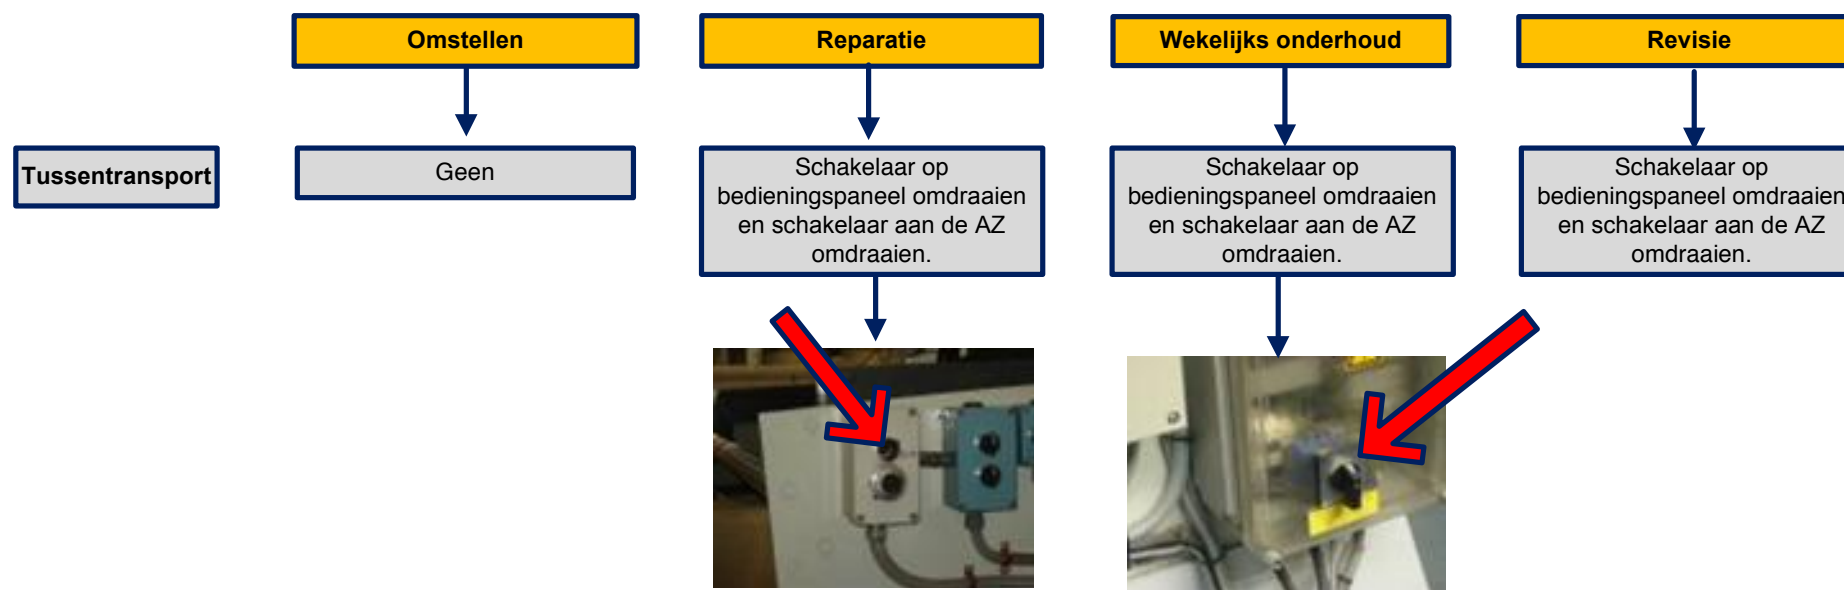 Omstellen
Reparatie
Wekelijks onderhoud
Revisie
Tussentransport
Geen
Schakelaar op
bedieningspaneel omdraaien
en schakelaar aan de AZ
omdraaien.
Schakelaar op
bedieningspaneel omdraaien
en schakelaar aan de AZ
omdraaien.
Schakelaar op
bedieningspaneel omdraaien
en schakelaar aan de AZ
omdraaien.